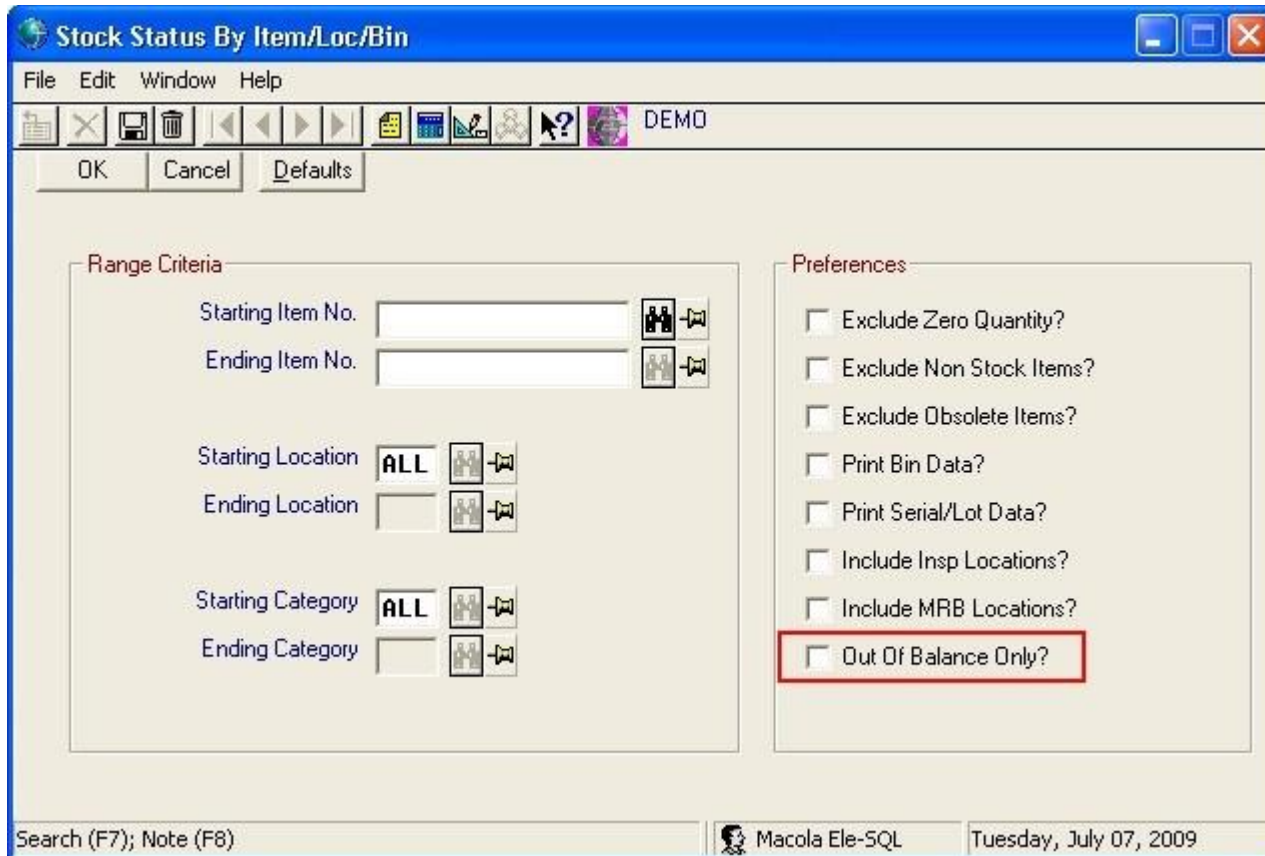 Stock Status By Item/Loc/Bin
File Edit Window Help
DEMO
OK Cancel Defaults
Range Criteria
Starting Item No.
Ending Item No.
Starting Location ALL
Ending Location
Starting Category ALL
Ending Category
Preferences
Exclude Zero Quantity?
Exclude Non Stock Items?
Exclude Obsolete Items?
Print Bin Data?
Print Serial/Lot Data?
Include Insp Locations?
Include MRB Locations?
Out Of Balance Only?
Search (F7); Note (F8) Macola Ele-SQL Tuesday, July 07, 2009